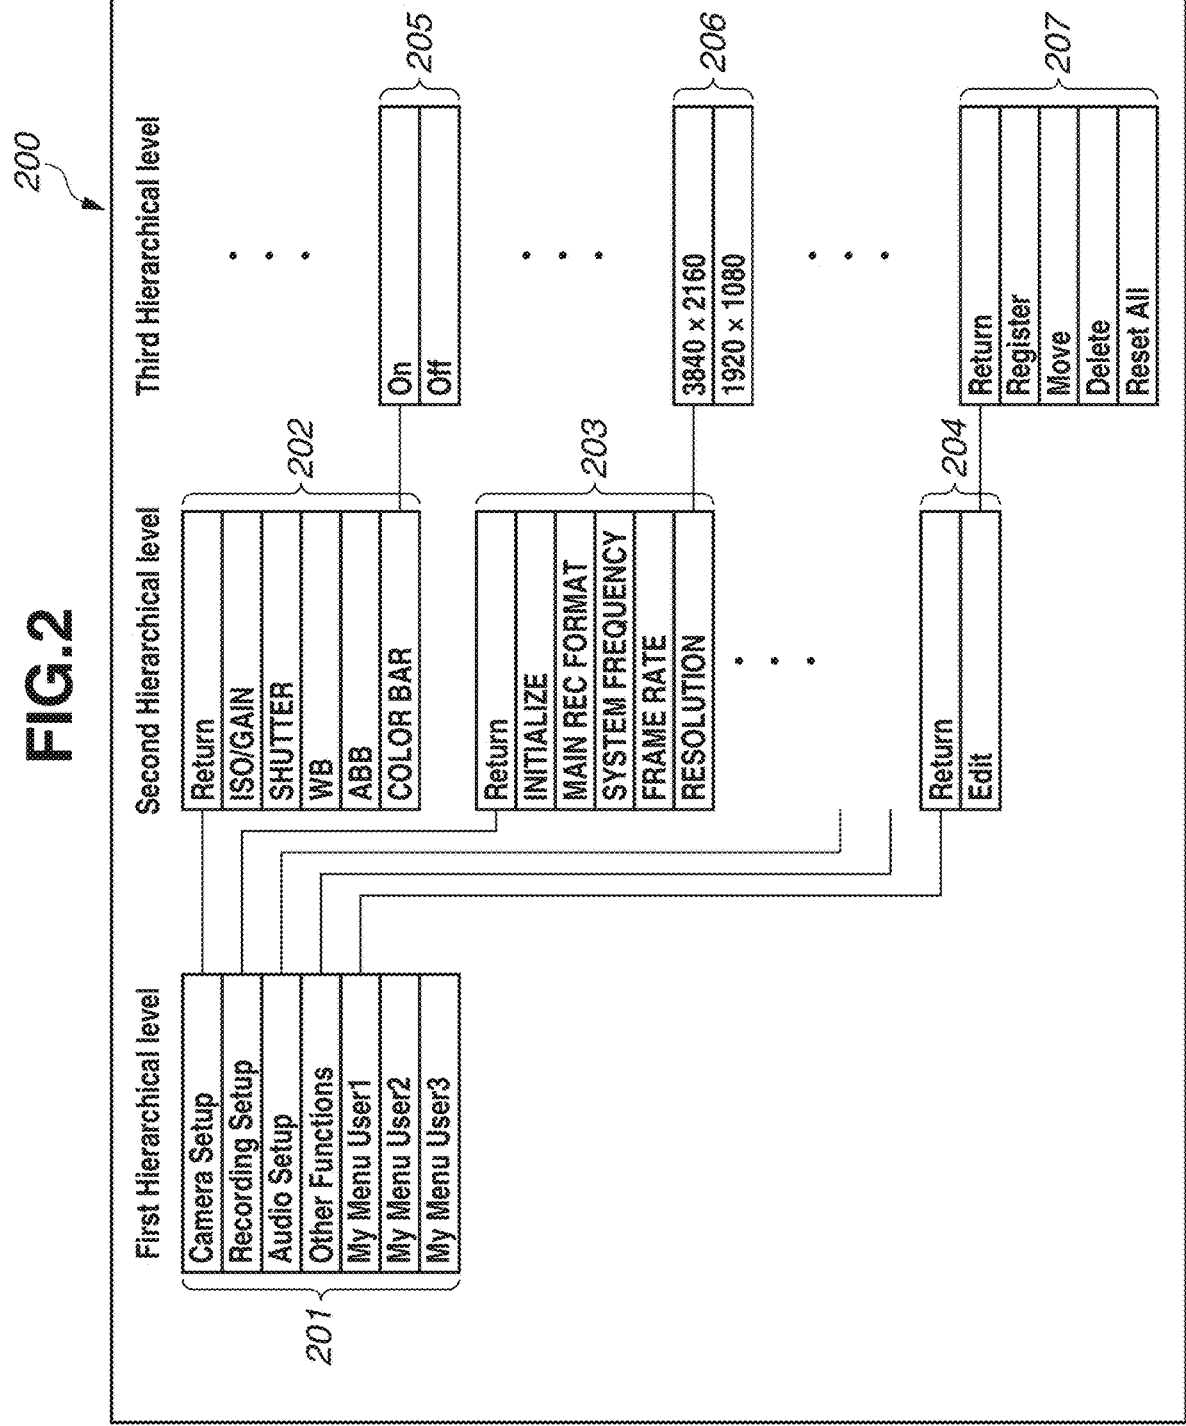 FIG.2
200
First Hierarchical level
Second Hierarchical level
Third Hierarchical level
201
Camera Setup
Recording Setup
Audio Setup
Other Functions
My Menu User1
My Menu User2
My Menu User3
Return
ISO/GAIN
SHUTTER
WB
ABB
COLOR BAR
202
Return
INITIALIZE
MAIN REC FORMAT
SYSTEM FREQUENCY
FRAME RATE
RESOLUTION
203
Return
Edit
204
On
Off
205
3840 x 2160
1920 x 1080
206
Return
Register
Move
Delete
Reset All
207